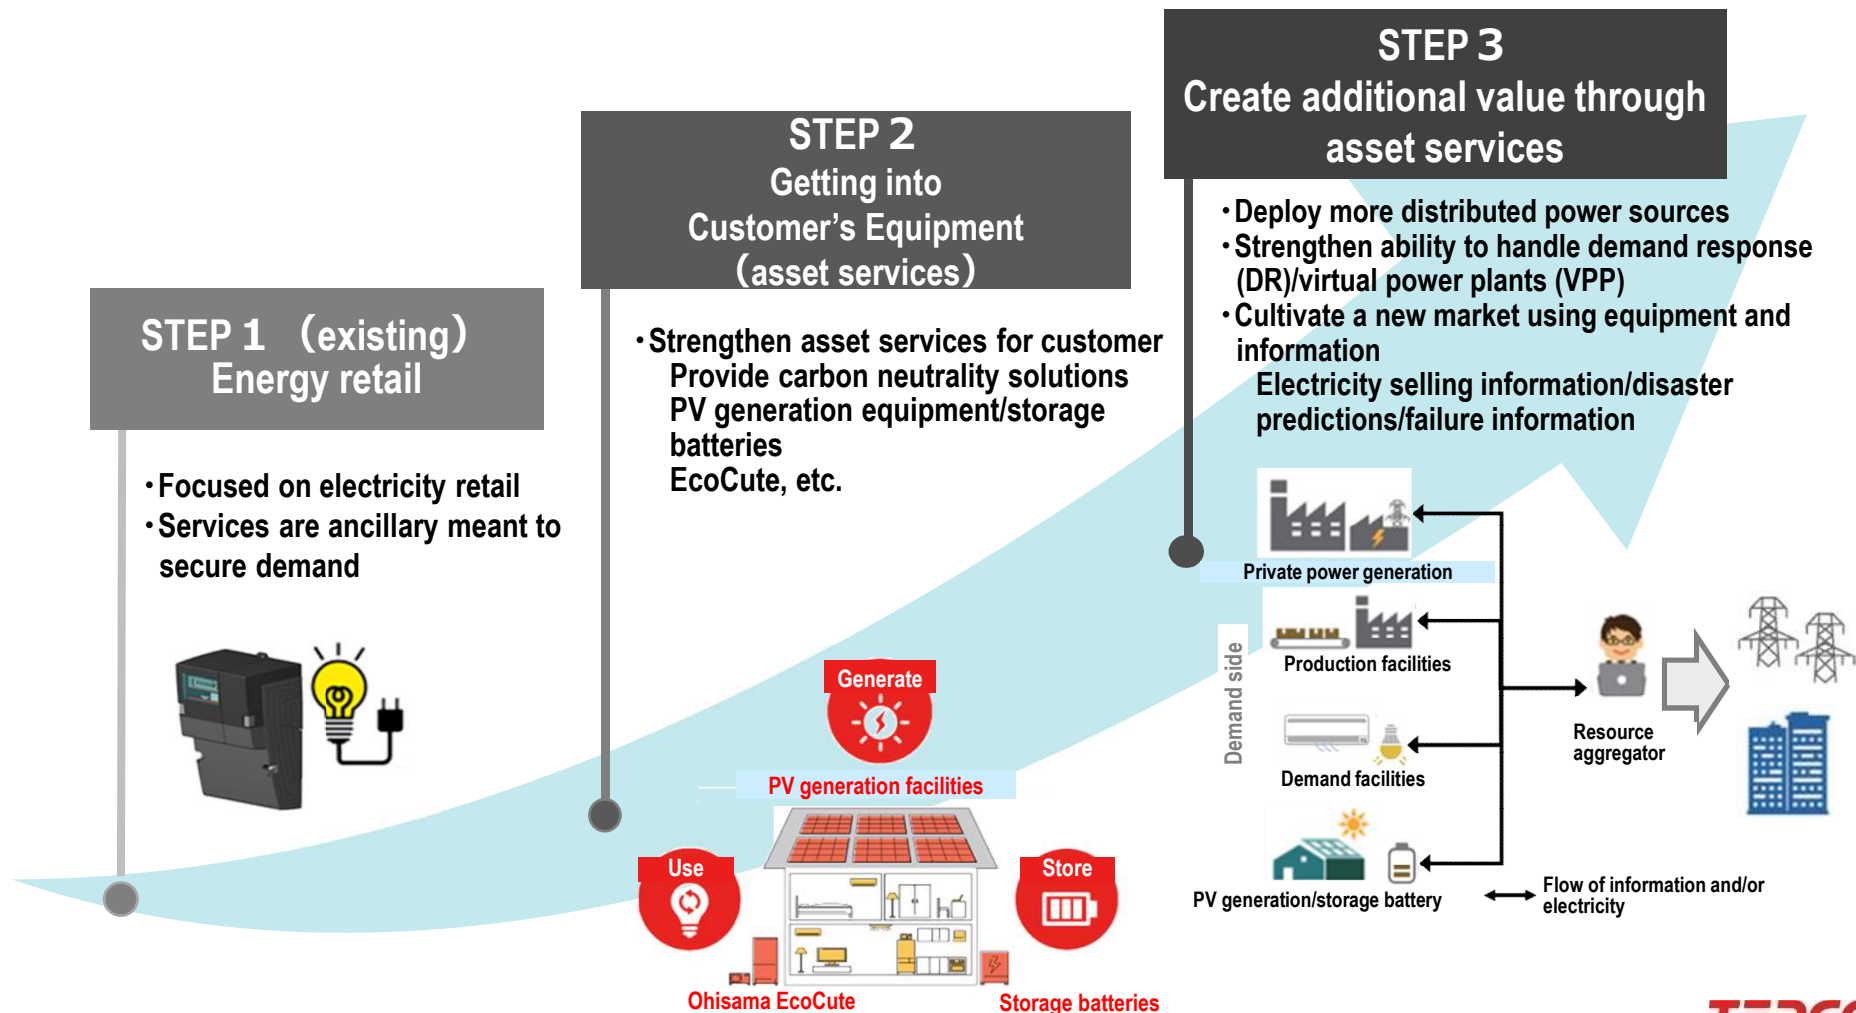 STEP 1 （existing）
Energy retail
・Focused on electricity retail
・Services are ancillary meant to
secure demand
STEP 2
Getting into
Customer’s Equipment
（asset services）
・Strengthen asset services for customer
Provide carbon neutrality solutions
PV generation equipment/storage
batteries
EcoCute, etc.
Generate
PV generation facilities
Use
Store
Ohisama EcoCute
Storage batteries
STEP 3
Create additional value through
asset services
・Deploy more distributed power sources
・Strengthen ability to handle demand response
(DR)/virtual power plants (VPP)
・Cultivate a new market using equipment and
information
Electricity selling information/disaster
predictions/failure information
Private power generation
Demand side
Production facilities
Demand facilities
PV generation/storage battery
Resource
aggregator
Flow of information and/or
electricity